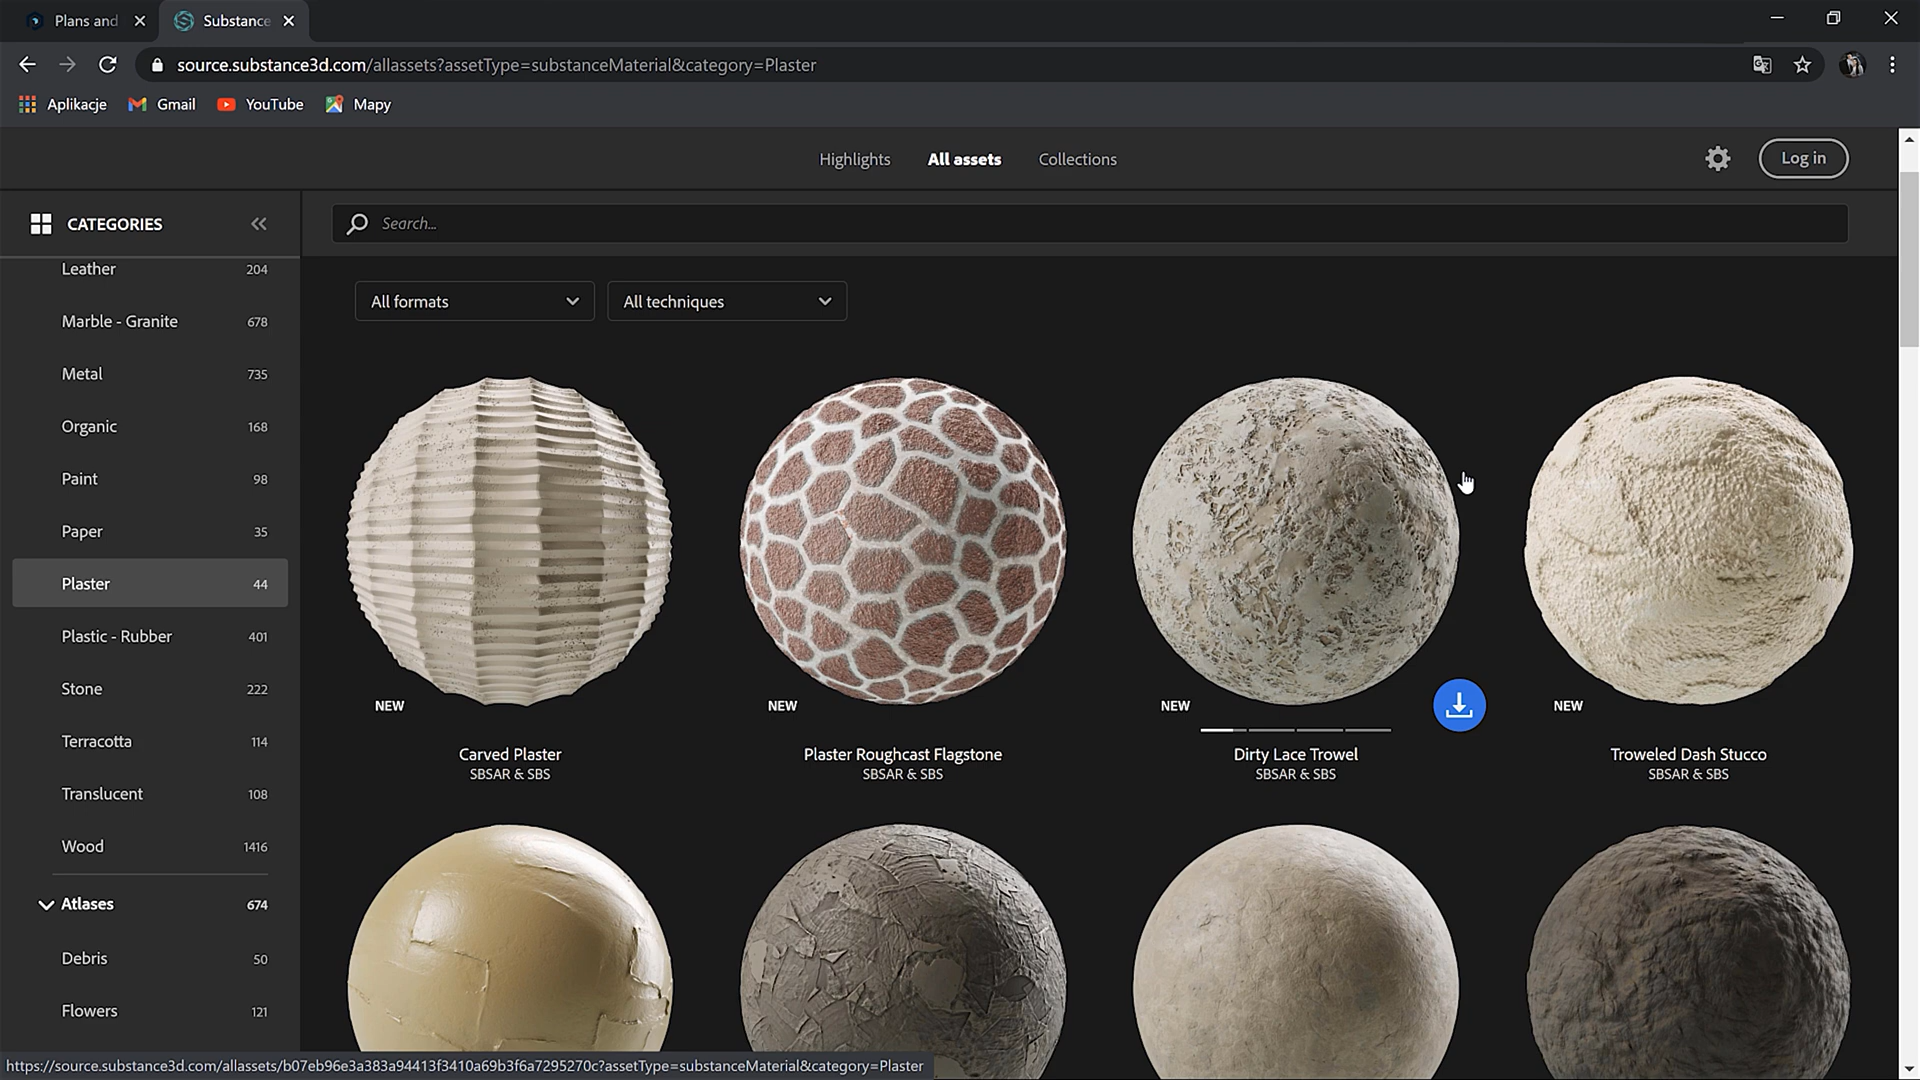 Plans and
Substance
source.substance3d.com/allassets?assetType=substanceMaterial&category=Plaster
Aplikacje
Gmail
YouTube
Mapy
Highlights
All assets
Collections
Log in
CATEGORIES
Search...
Leather 204
Marble - Granite 678
Metal 735
Organic 168
Paint 98
Paper 35
Plaster 44
Plastic - Rubber 401
Stone 222
Terracotta 114
Translucent 108
Wood 1416
Atlases 674
Debris 50
Flowers 121
All formats
All techniques
NEW
NEW
NEW
NEW
Carved Plaster
SBSAR & SBS
Plaster Roughcast Flagstone
SBSAR & SBS
Dirty Lace Trowel
SBSAR & SBS
Troweled Dash Stucco
SBSAR & SBS
https://source.substance3d.com/allassets/b07eb96e3a383a94413f3410a69b3f6a7295270c?assetType=substanceMaterial&category=Plaster